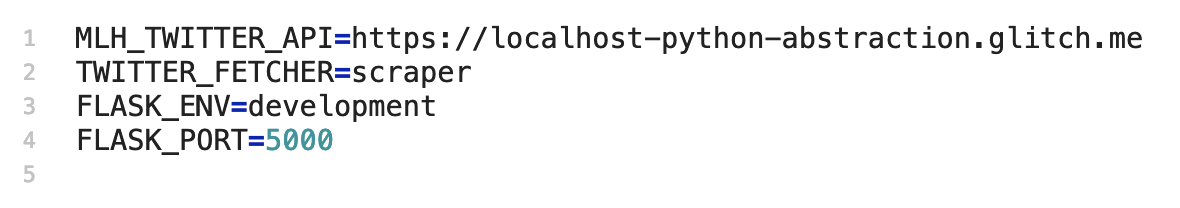 1 MLH_TWITTER_API=https://localhost-python-abstraction.glitch.me
2 TWITTER_FETCHER=scraper
3 FLASK_ENV=development
4 FLASK_PORT=5000
5